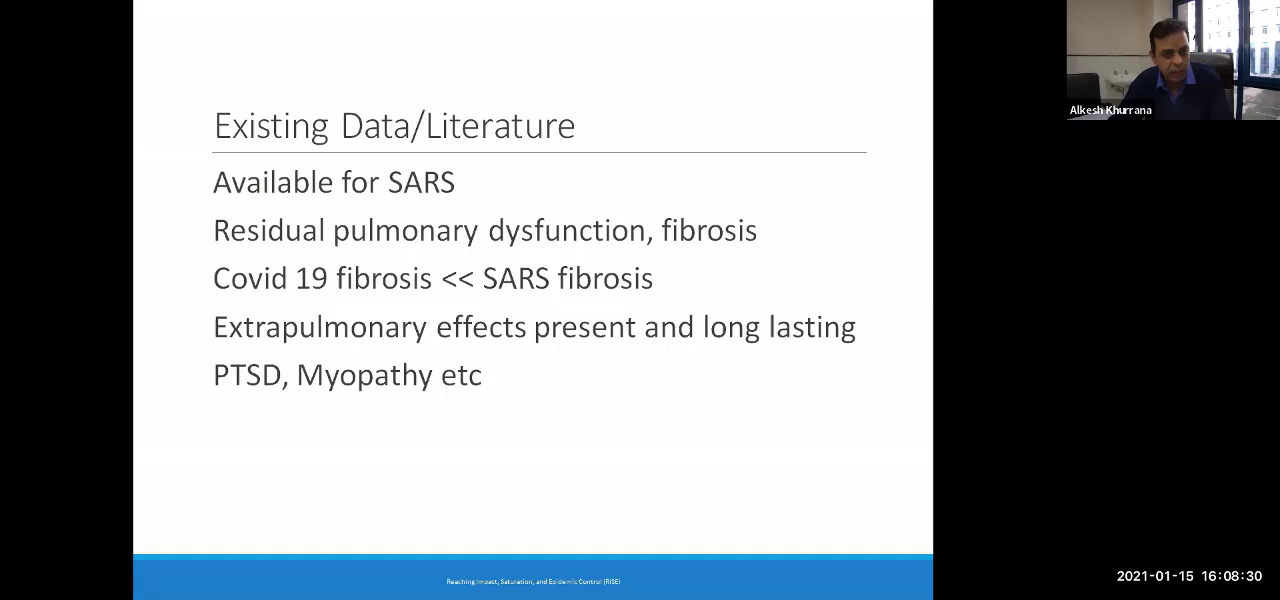 Existing Data/Literature
Available for SARS
Residual pulmonary dysfunction, fibrosis
Covid 19 fibrosis << SARS fibrosis
Extrapulmonary effects present and long lasting
PTSD, Myopathy etc
Reaching Impact, Saturation, and Epidemic Control (RISE)
Alkesh Khurrana
2021-01-15 16:08:30